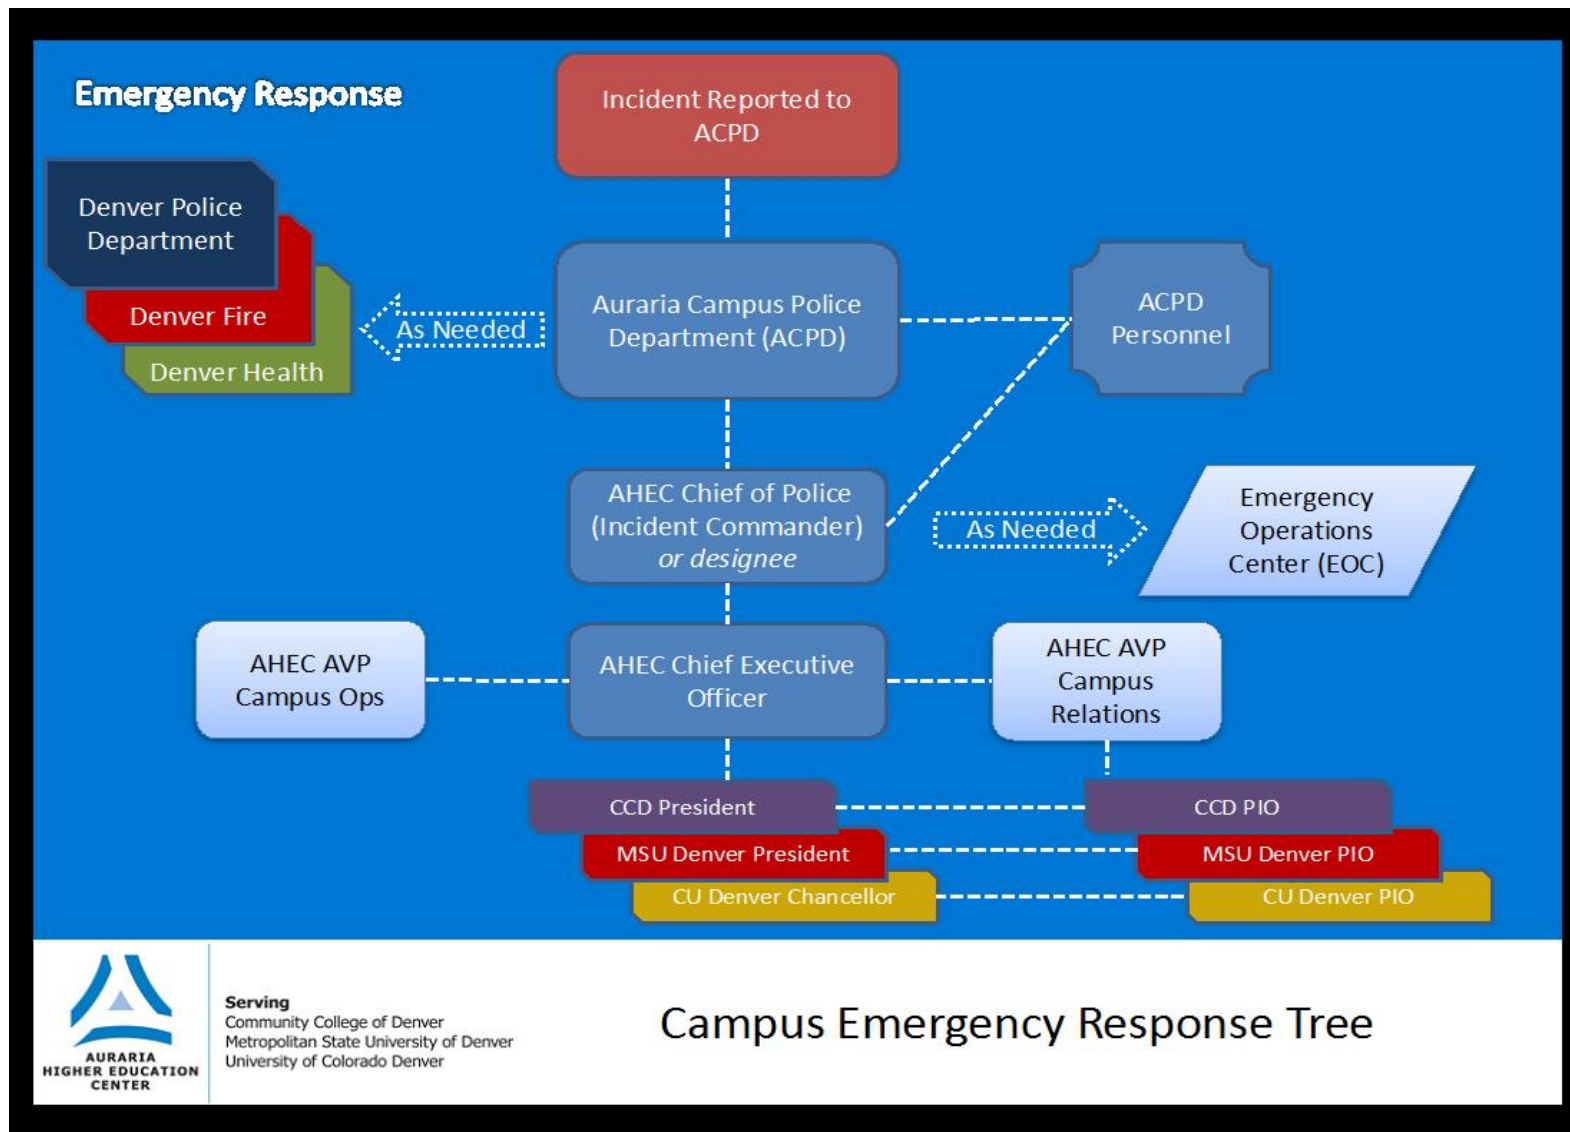 Emergency Response
Incident Reported to
ACPD
Denver Police
Department
Denver Fire
Denver Health
As Needed
Auraria Campus Police
Department (ACPD)
ACPD
Personnel
AHEC Chief of Police
(Incident Commander)
or designee
As Needed
Emergency
Operations
Center (EOC)
AHEC AVP
Campus Ops
AHEC Chief Executive
Officer
AHEC AVP
Campus
Relations
CCD President
CCD PIO
MSU Denver President
MSU Denver PIO
CU Denver Chancellor
CU Denver PIO
AURARIA
HIGHER EDUCATION
CENTER
Serving
Community College of Denver
Metropolitan State University of Denver
University of Colorado Denver
Campus Emergency Response Tree